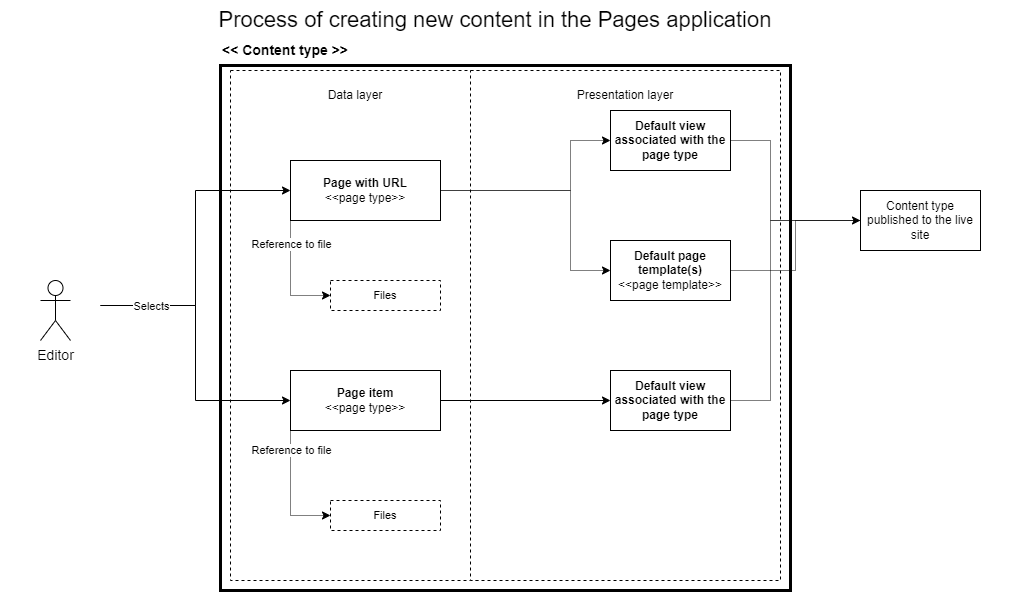 Process of creating new content in the Pages application
<< Content type >>
Data layer
Presentation layer
Default view
associated with the
page type
Page with URL
<<page type>>
Content type
published to the live
site
Reference to file
Default page
template(s)
<<page template>>
Files
Selects
Editor
Page item
<<page type>>
Default view
associated with the
page type
Reference to file
Files